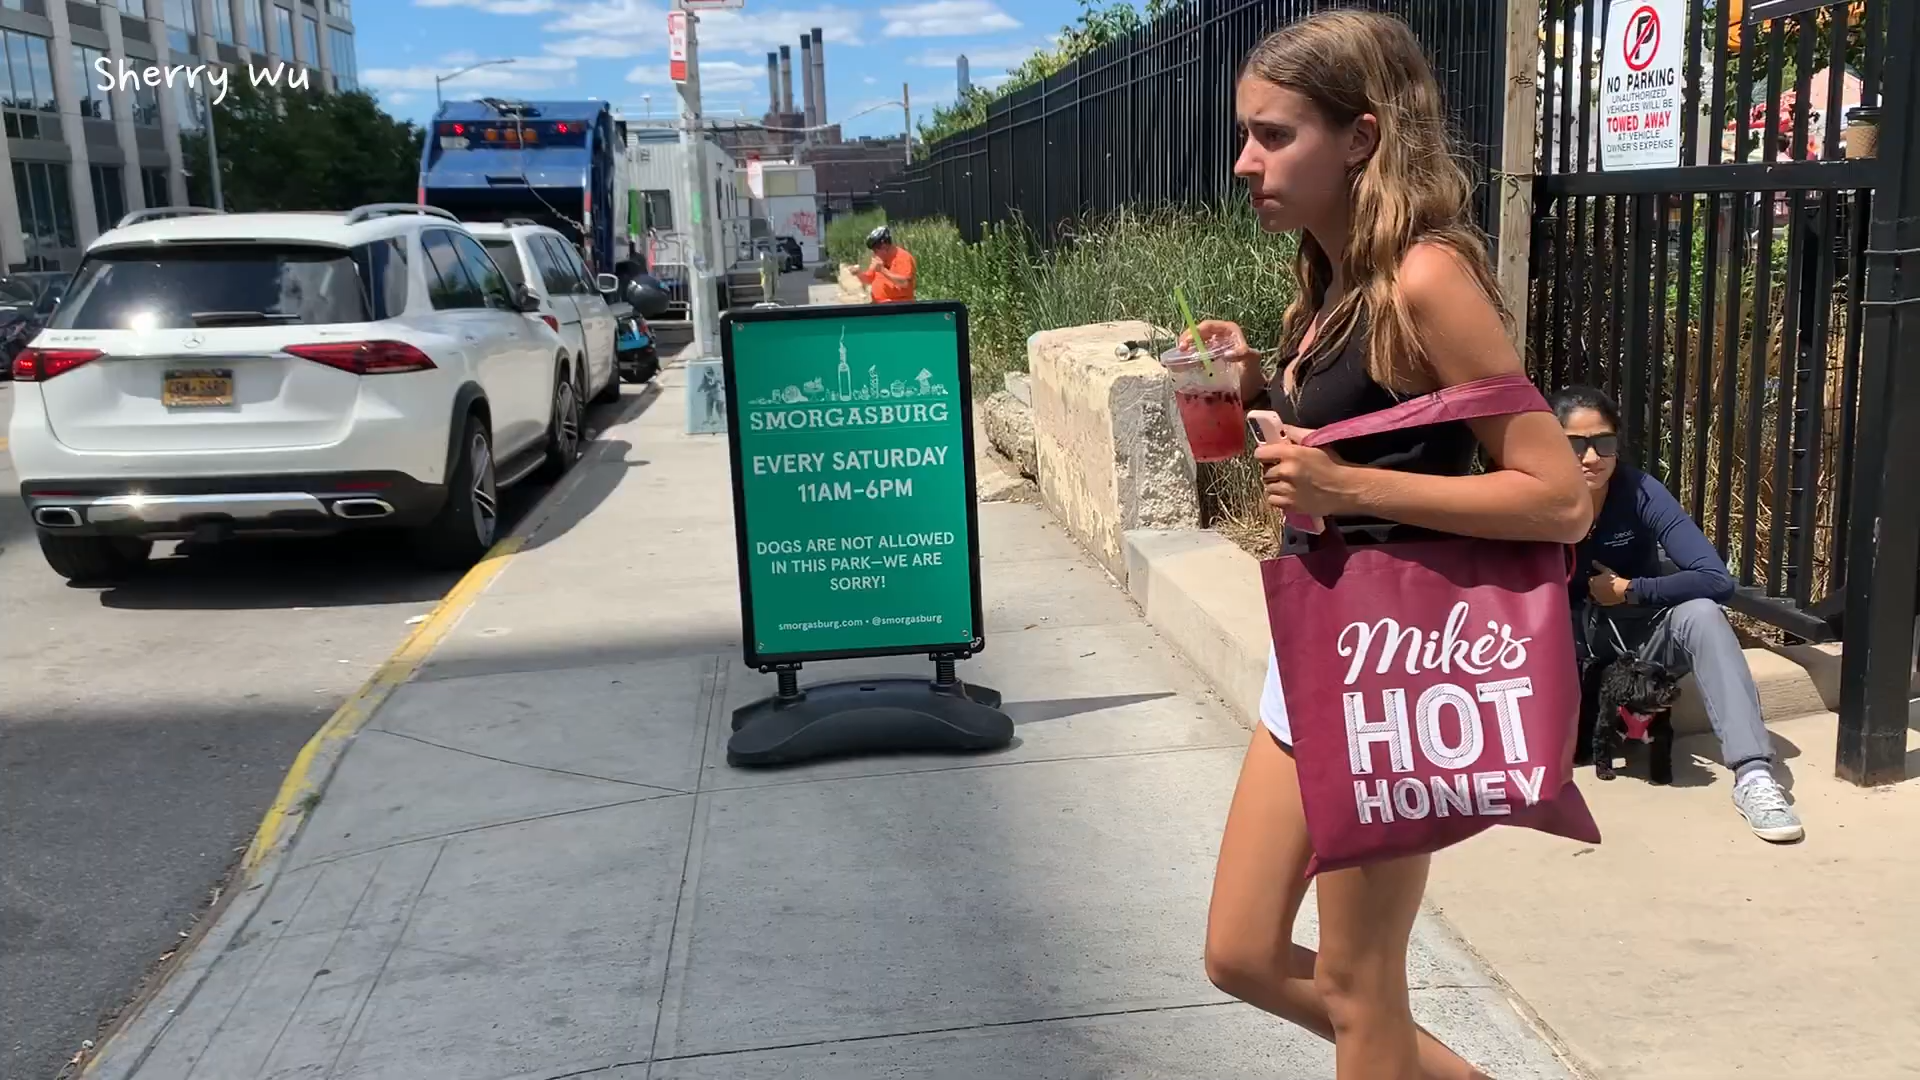 Sherry Wu
NO PARKING
UNAUTHORIZED
VEHICLES WILL BE
TOWED AWAY
AT VEHICLE
OWNER'S EXPENSE
SMORGASBURG
EVERY SATURDAY
11AM–6PM
DOGS ARE NOT ALLOWED
IN THIS PARK—WE ARE
SORRY!
smorgasburg.com • @smorgasburg
Mike's
HOT
HONEY